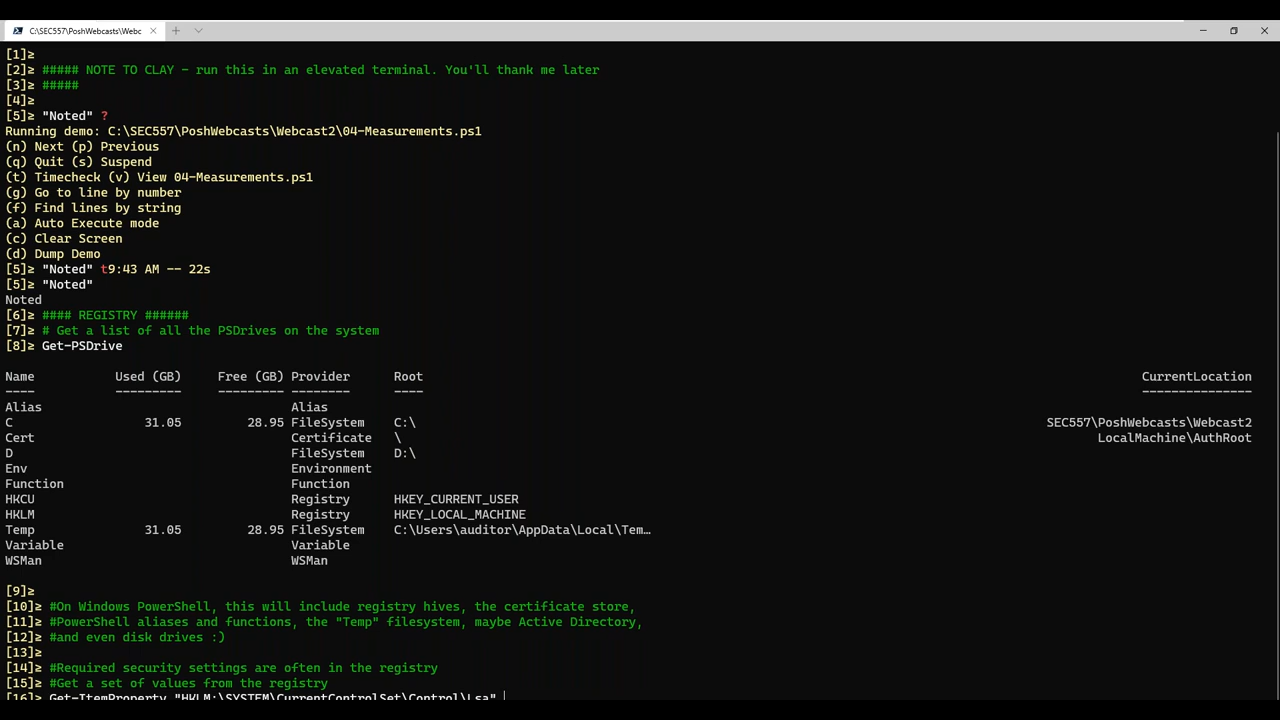 C:\SEC557\PoshWebcasts\Webc
[1]≥
[2]≥ ##### NOTE TO CLAY - run this in an elevated terminal. You'll thank me later
[3]≥ #####
[4]≥
[5]≥ "Noted" ?
Running demo: C:\SEC557\PoshWebcasts\Webcast2\04-Measurements.ps1
(n) Next (p) Previous
(q) Quit (s) Suspend
(t) Timecheck (v) View 04-Measurements.ps1
(g) Go to line by number
(f) Find lines by string
(a) Auto Execute mode
(c) Clear Screen
(d) Dump Demo
[5]≥ "Noted" t9:43 AM -- 22s
[5]≥ "Noted"
Noted
[6]≥ #### REGISTRY ######
[7]≥ # Get a list of all the PSDrives on the system
[8]≥ Get-PSDrive
Name Used (GB) Free (GB) Provider Root CurrentLocation
---- --------- --------- -------- ---- ---------------
Alias Alias
C 31.05 28.95 FileSystem C:\ SEC557\PoshWebcasts\Webcast2
Cert Certificate \ LocalMachine\AuthRoot
D FileSystem D:\
Env Environment
Function Function
HKCU Registry HKEY_CURRENT_USER
HKLM Registry HKEY_LOCAL_MACHINE
Temp 31.05 28.95 FileSystem C:\Users\auditor\AppData\Local\Tem…
Variable Variable
WSMan WSMan
[9]≥
[10]≥ #On Windows PowerShell, this will include registry hives, the certificate store,
[11]≥ #PowerShell aliases and functions, the "Temp" filesystem, maybe Active Directory,
[12]≥ #and even disk drives :)
[13]≥
[14]≥ #Required security settings are often in the registry
[15]≥ #Get a set of values from the registry
[16]≥ Get-ItemProperty "HKLM:\SYSTEM\CurrentControlSet\Control\Lsa"